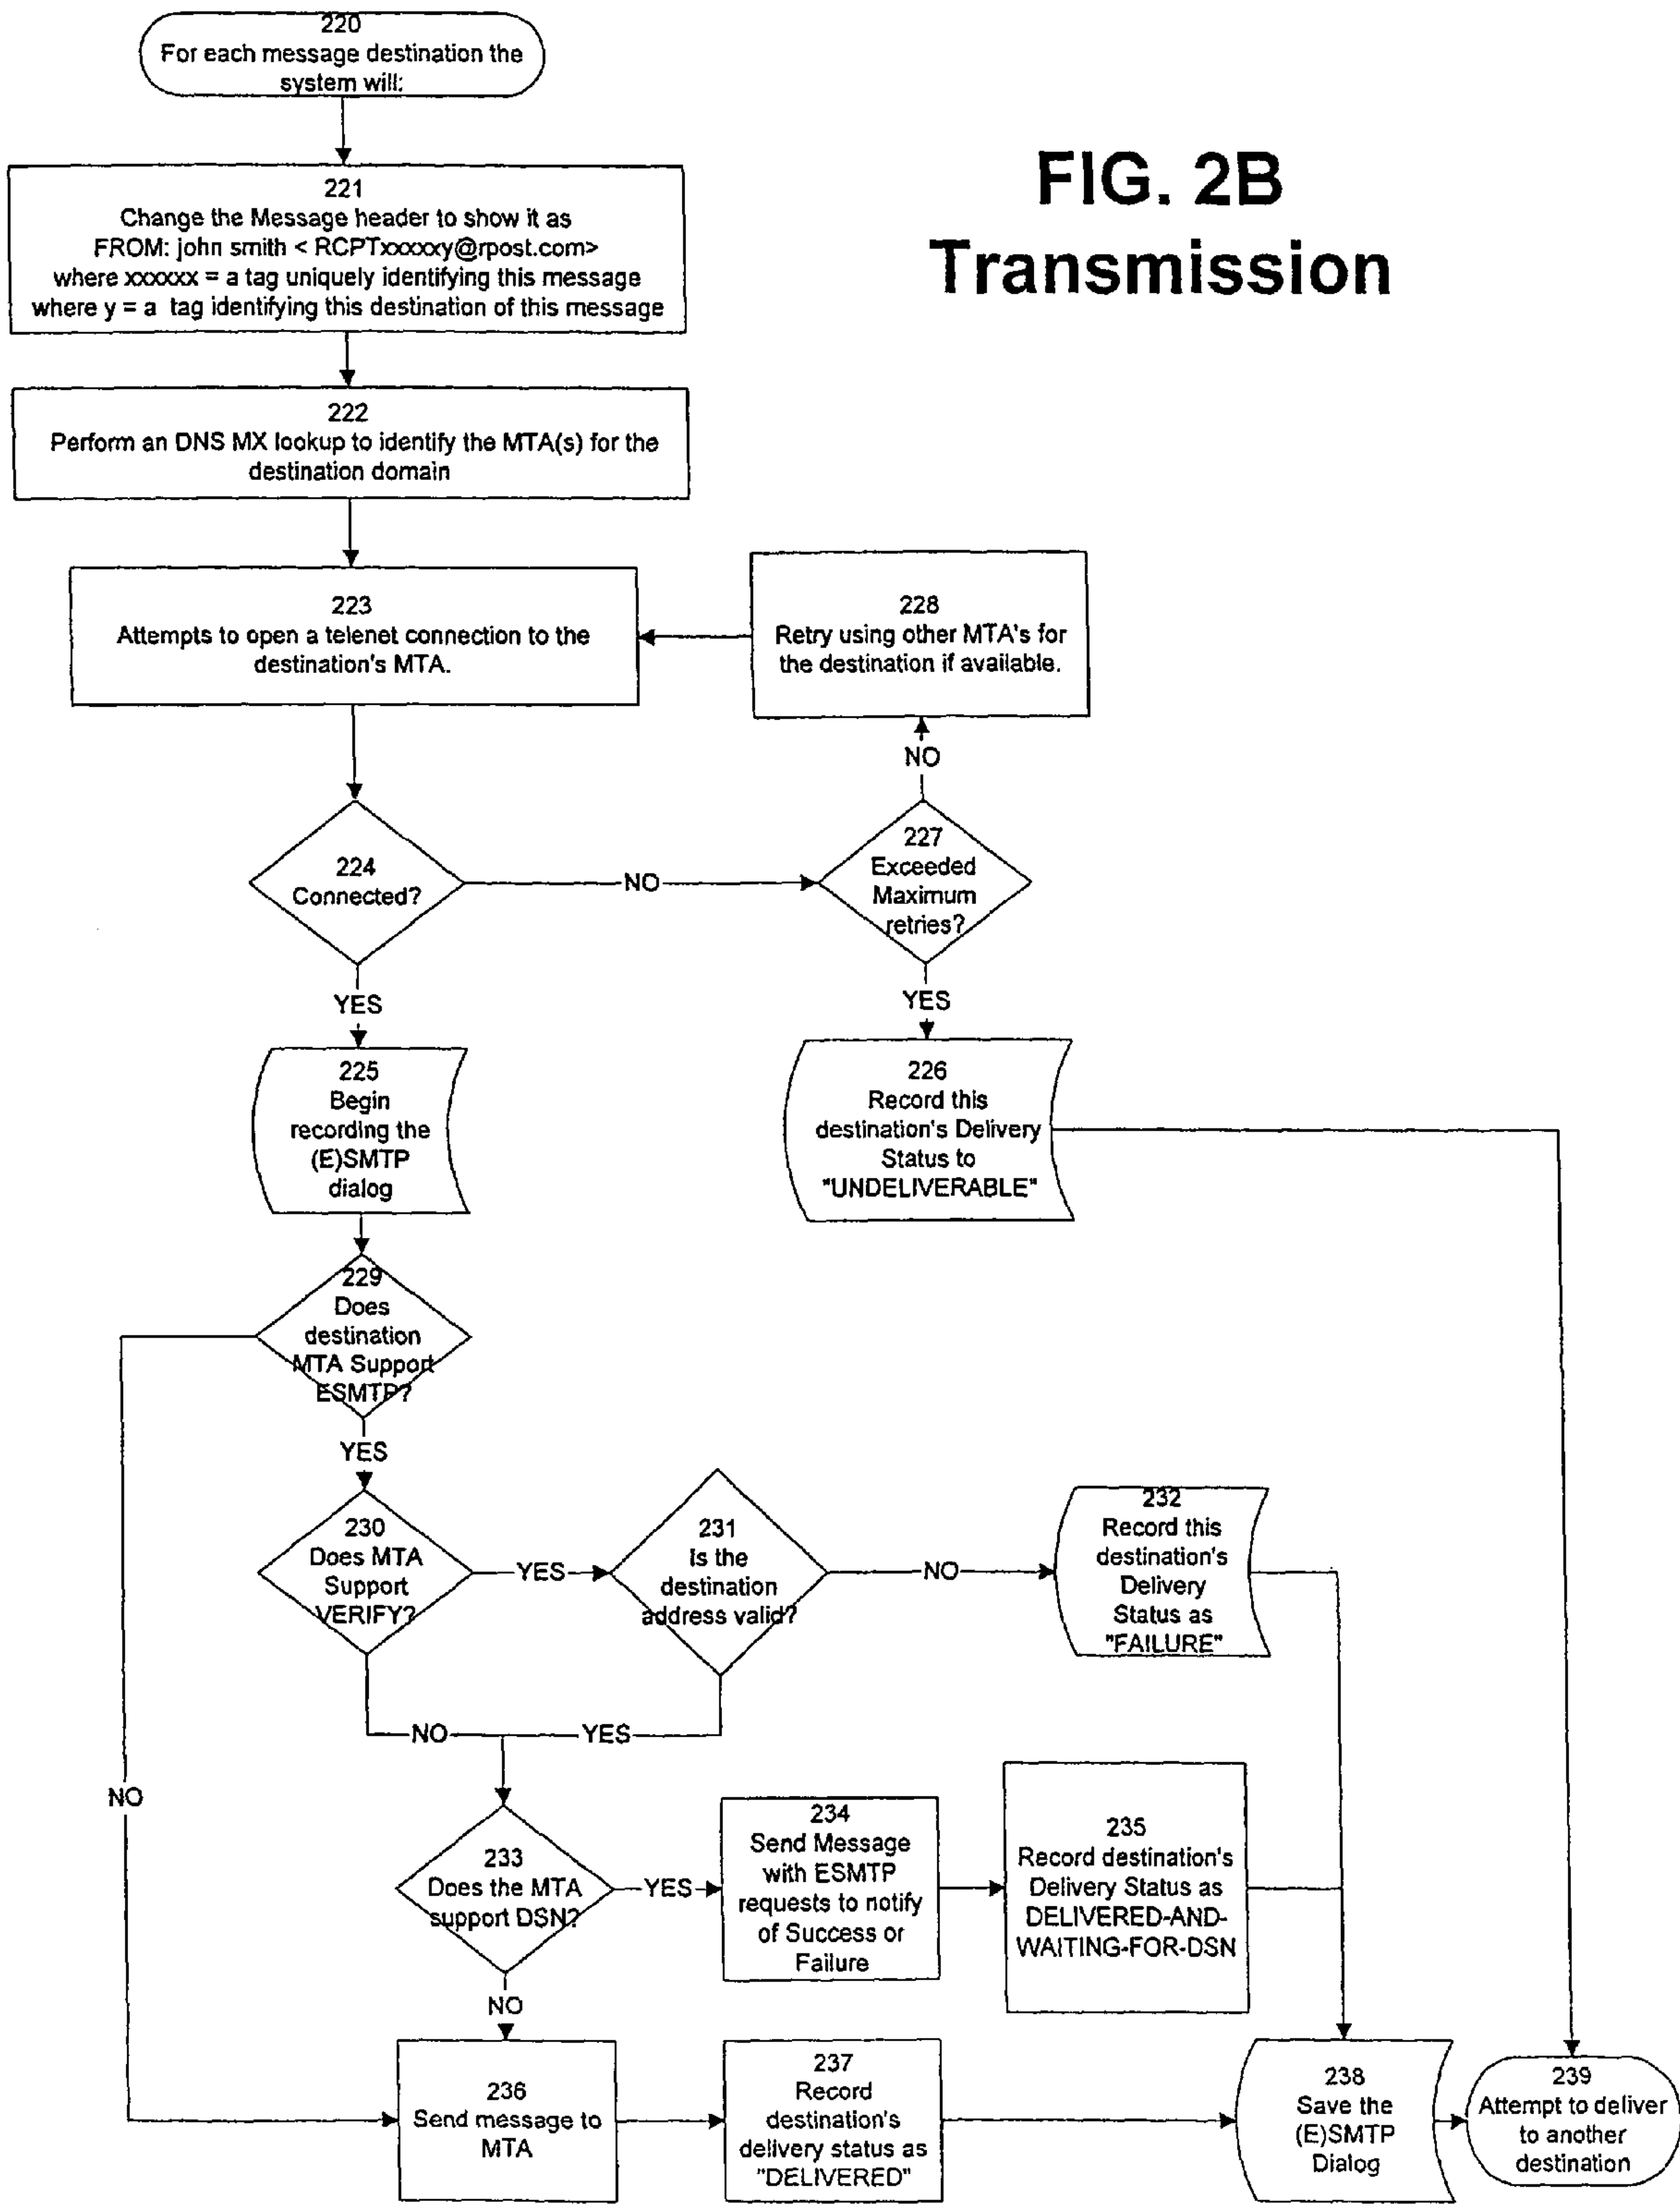 220
For each message destination the
system will:
FIG. 2B
Transmission
221
Change the Message header to show it as
FROM: john smith < RCPTxxxxxy@rpost.com>
where xxxxxx = a tag uniquely identifying this message
where y = a tag identifying this destination of this message
222
Perform an DNS MX lookup to identify the MTA(s) for the
destination domain
223
Attempts to open a telenet connection to the
destination's MTA.
228
Retry using other MTA's for
the destination if available.
NO
224
Connected?
NO
227
Exceeded
Maximum
retries?
YES
YES
225
Begin
recording the
(E)SMTP
dialog
226
Record this
destination's Delivery
Status to
"UNDELIVERABLE"
229
Does
destination
MTA Support
ESMTP?
YES
230
Does MTA
Support
VERIFY?
YES
231
Is the
destination
address valid?
NO
232
Record this
destination's
Delivery
Status as
"FAILURE"
NO
YES
NO
233
Does the MTA
support DSN?
YES
234
Send Message
with ESMTP
requests to notify
of Success or
Failure
235
Record destination's
Delivery Status as
DELIVERED-AND-
WAITING-FOR-DSN
NO
236
Send message to
MTA
237
Record
destination's
delivery status as
"DELIVERED"
238
Save the
(E)SMTP
Dialog
239
Attempt to deliver
to another
destination